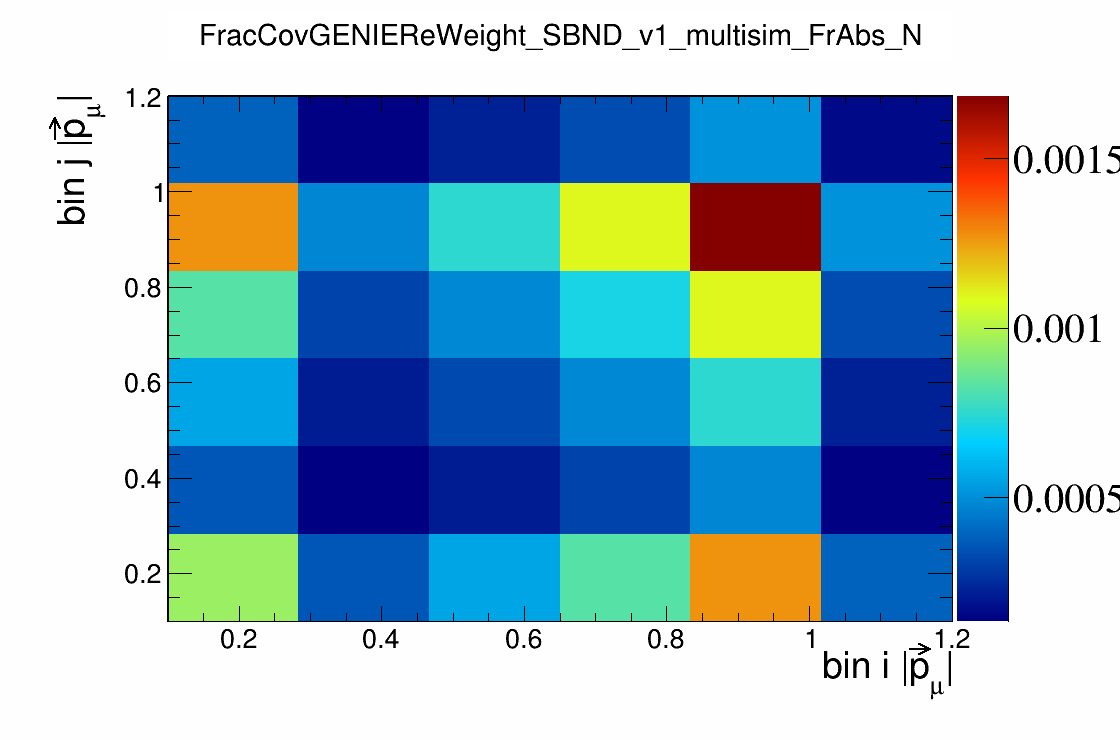 FracCovGENIEReWeight_SBND_v1_multisim_FrAbs_N
bin j |p⃗μ|
1.2
1
0.8
0.6
0.4
0.2
0.2 0.4 0.6 0.8 1 1.2
bin i |p⃗μ|
0.0015
0.001
0.0005